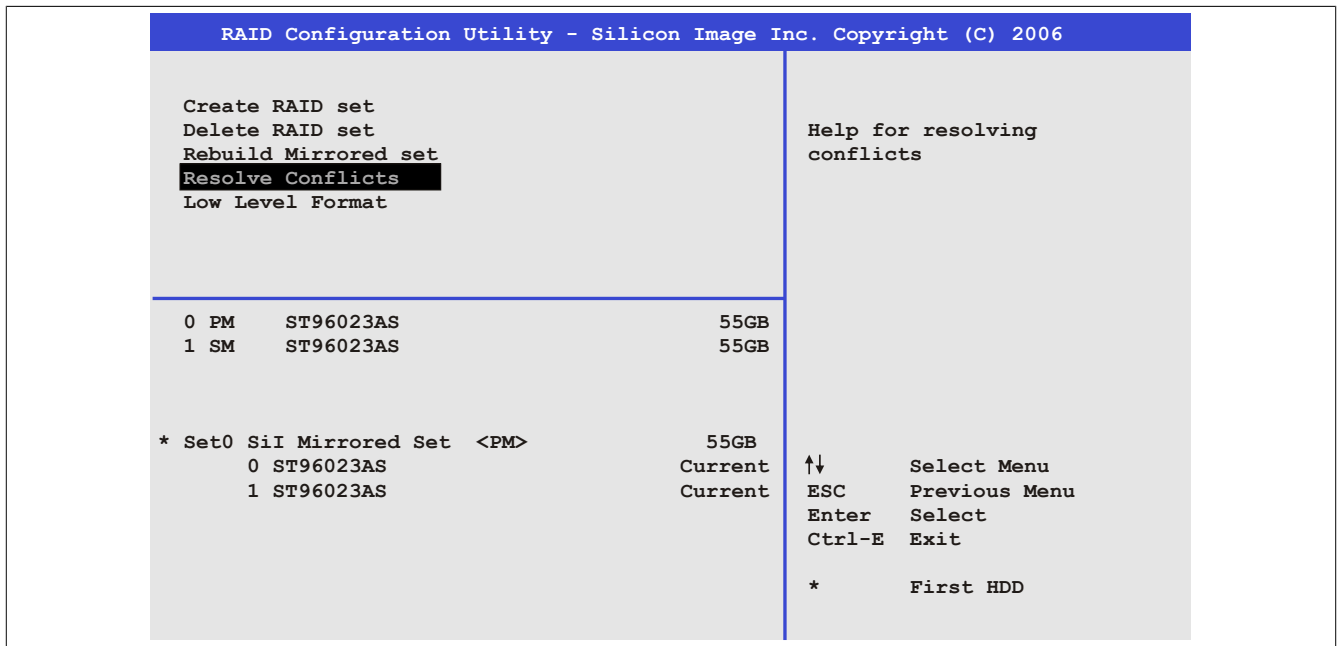 RAID Configuration Utility - Silicon Image Inc. Copyright (C) 2006
Create RAID set
Delete RAID set
Rebuild Mirrored set
Resolve Conflicts
Low Level Format
Help for resolving
conflicts
0 PM ST96023AS 55GB
1 SM ST96023AS 55GB
* Set0 SiI Mirrored Set <PM> 55GB
0 ST96023AS Current
1 ST96023AS Current
↑↓ Select Menu
ESC Previous Menu
Enter Select
Ctrl-E Exit
* First HDD